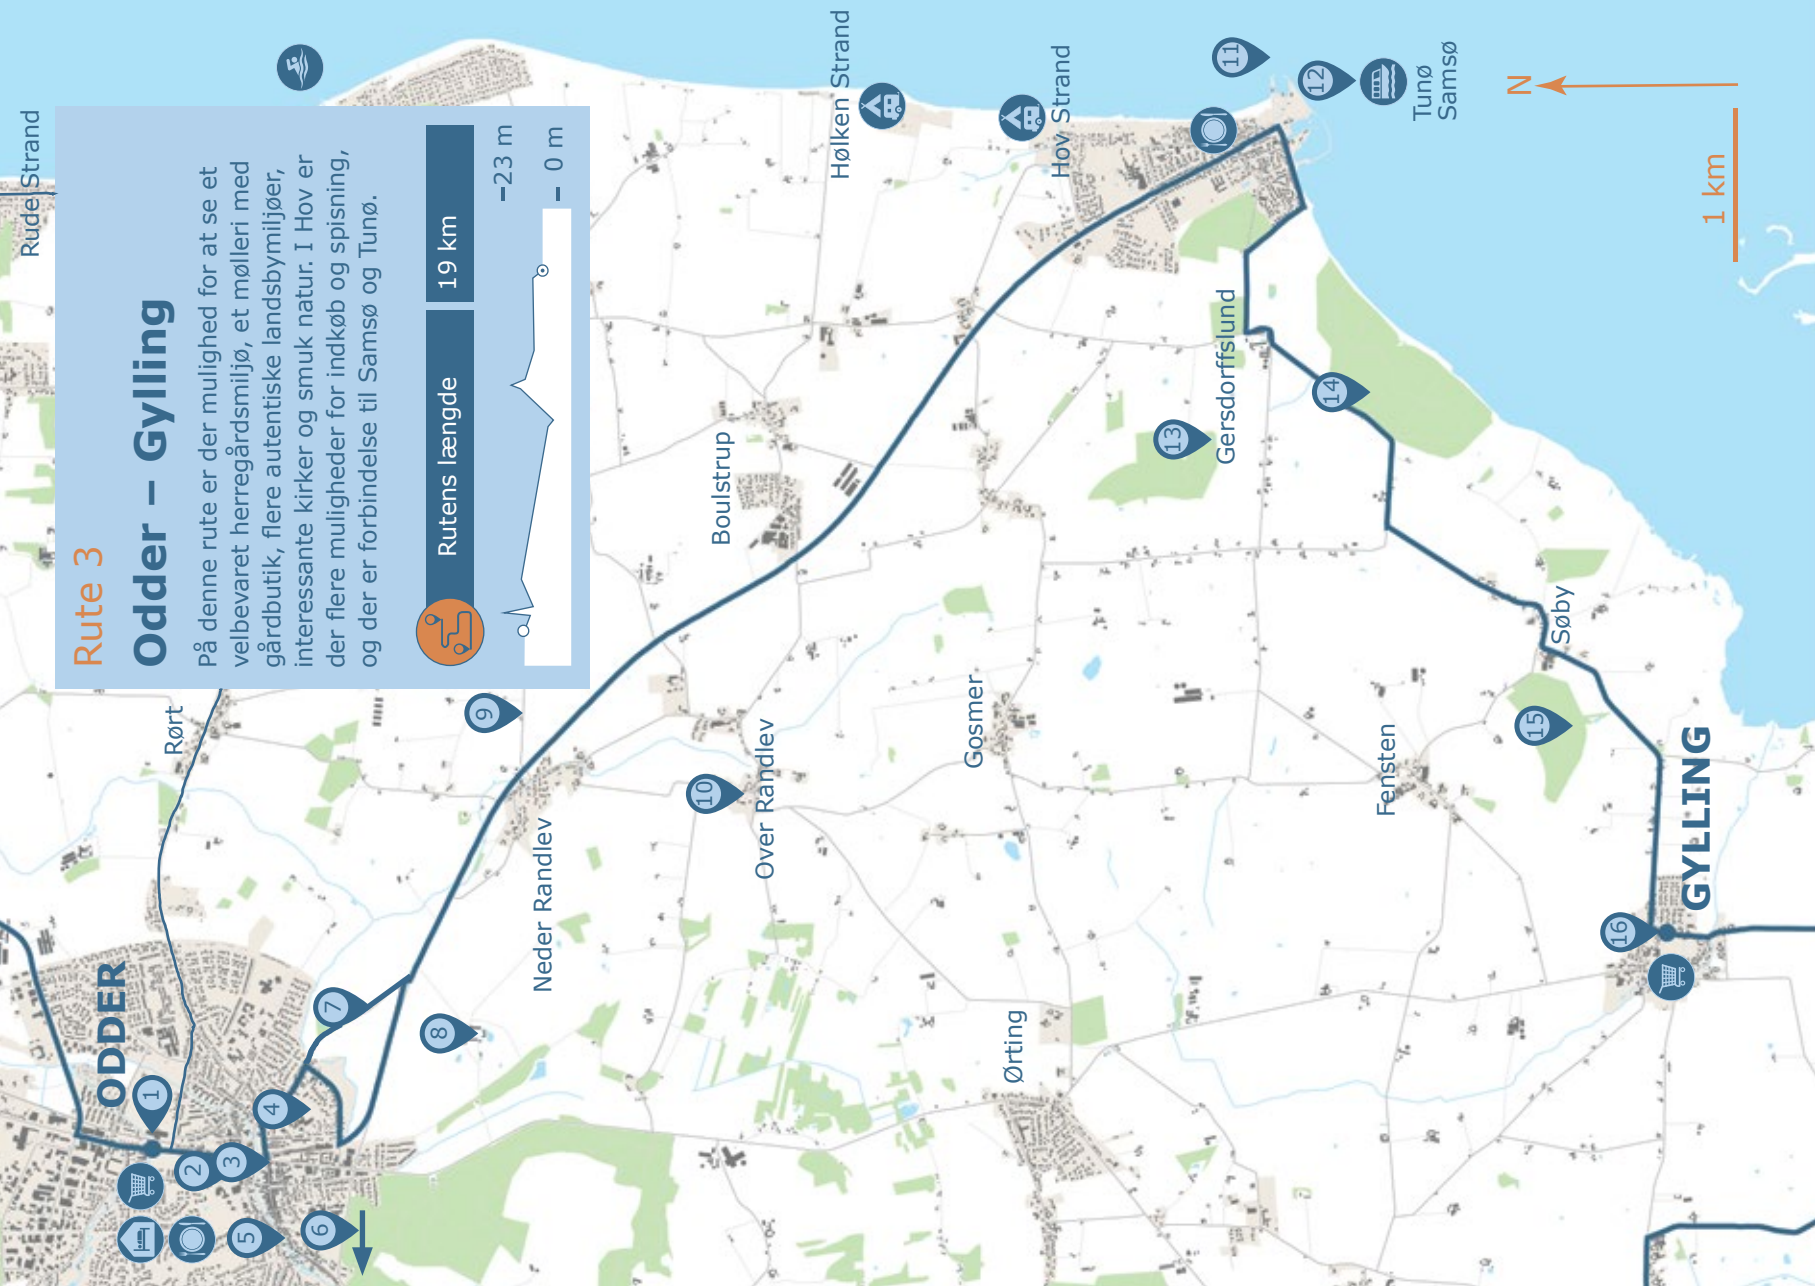 Rute 3
Odder – Gylling
På denne rute er der mulighed for at se et
velbevaret herregårdsmiljø, et mølleri med
gårdbutik, flere autentiske landsbymiljøer,
interessante kirker og smuk natur. I Hov er
der flere muligheder for indkøb og spisning,
og der er forbindelse til Samsø og Tunø.
Rutens længde
19 km
23 m
0 m
Rude Strand
Rørt
ODDER
1
2
3
4
5
6
7
8
9
10
Neder Randlev
Over Randlev
Boulstrup
Hølken Strand
Hov Strand
Gosmer
Ørting
Gersdorffslund
11
12
Tunø
Samsø
13
14
Fensten
Søby
15
16
GYLLING
N
1 km